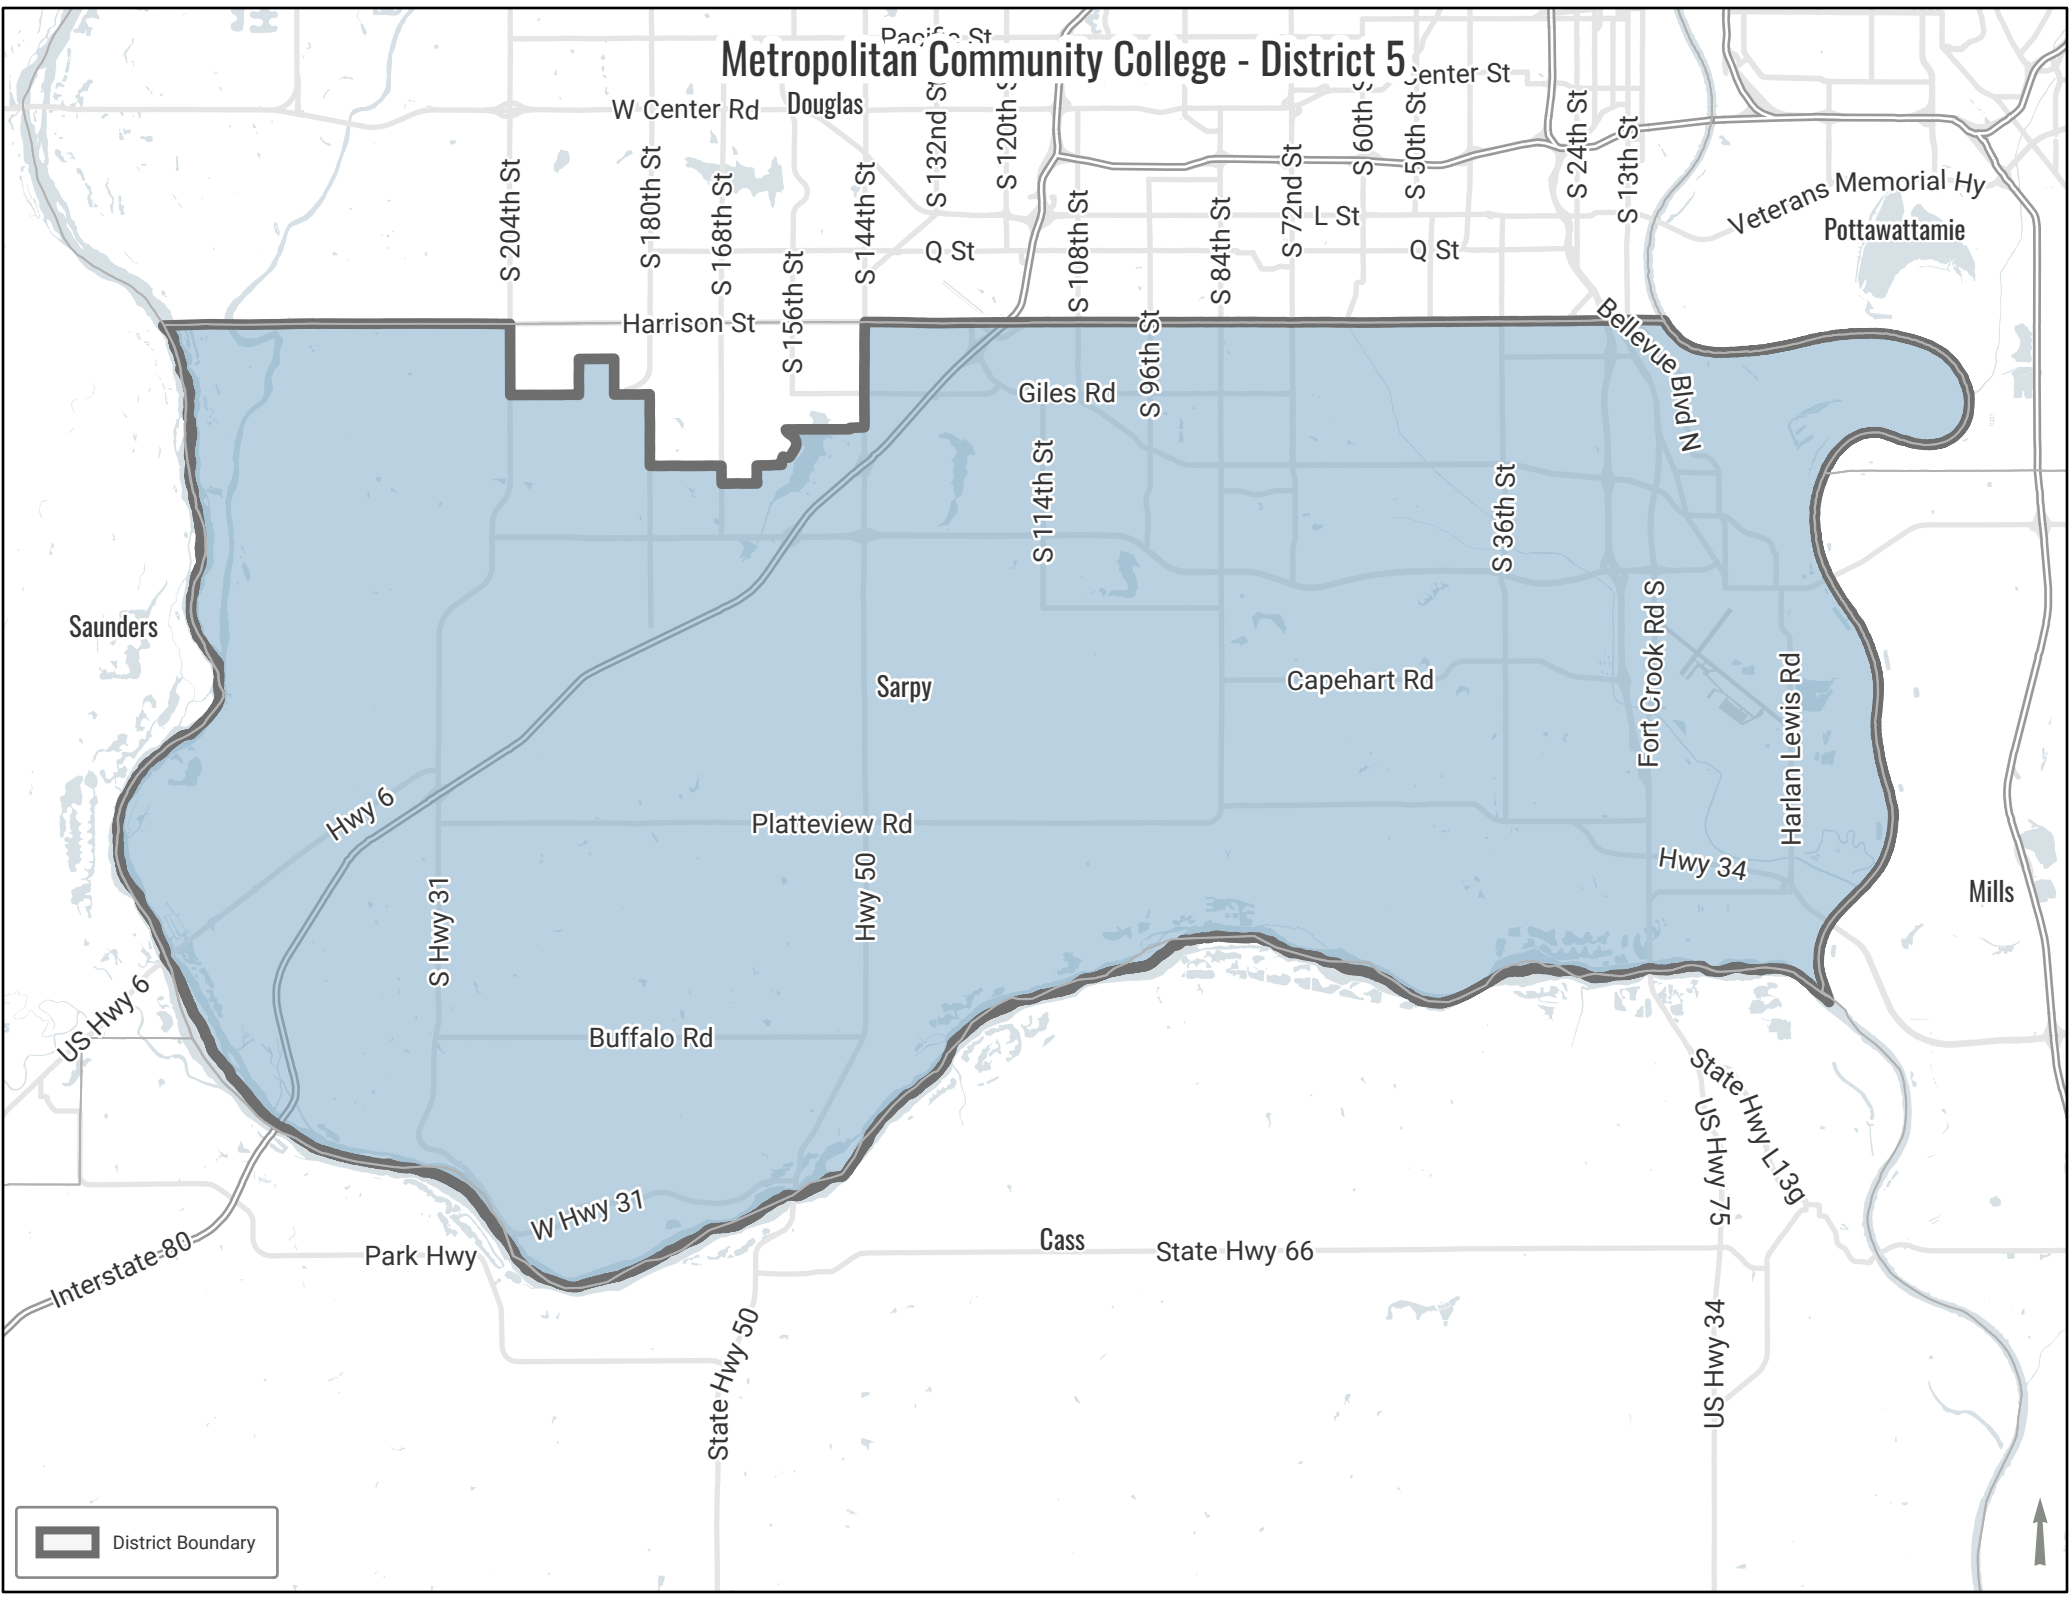 Pacific St
Metropolitan Community College - District 5
Center St
W Center Rd
Douglas
S 132nd St
S 120th S
S 60th S
S 50th St
S 24th St
S 13th St
S 204th St
S 180th St
S 168th St
S 156th St
S 144th St
S 108th St
S 84th St
S 72nd St
L St
Q St
Q St
Veterans Memorial Hy
Pottawattamie
Harrison St
S 96th St
Bellevue Blvd N
Giles Rd
S 114th St
S 36th St
Saunders
Sarpy
Capehart Rd
Fort Crook Rd S
Harlan Lewis Rd
Hwy 6
Platteview Rd
Hwy 50
S Hwy 31
Hwy 34
Mills
US Hwy 6
Buffalo Rd
State Hwy L13g
US Hwy 75
W Hwy 31
Interstate 80
Park Hwy
Cass
State Hwy 66
State Hwy 50
US Hwy 34
District Boundary